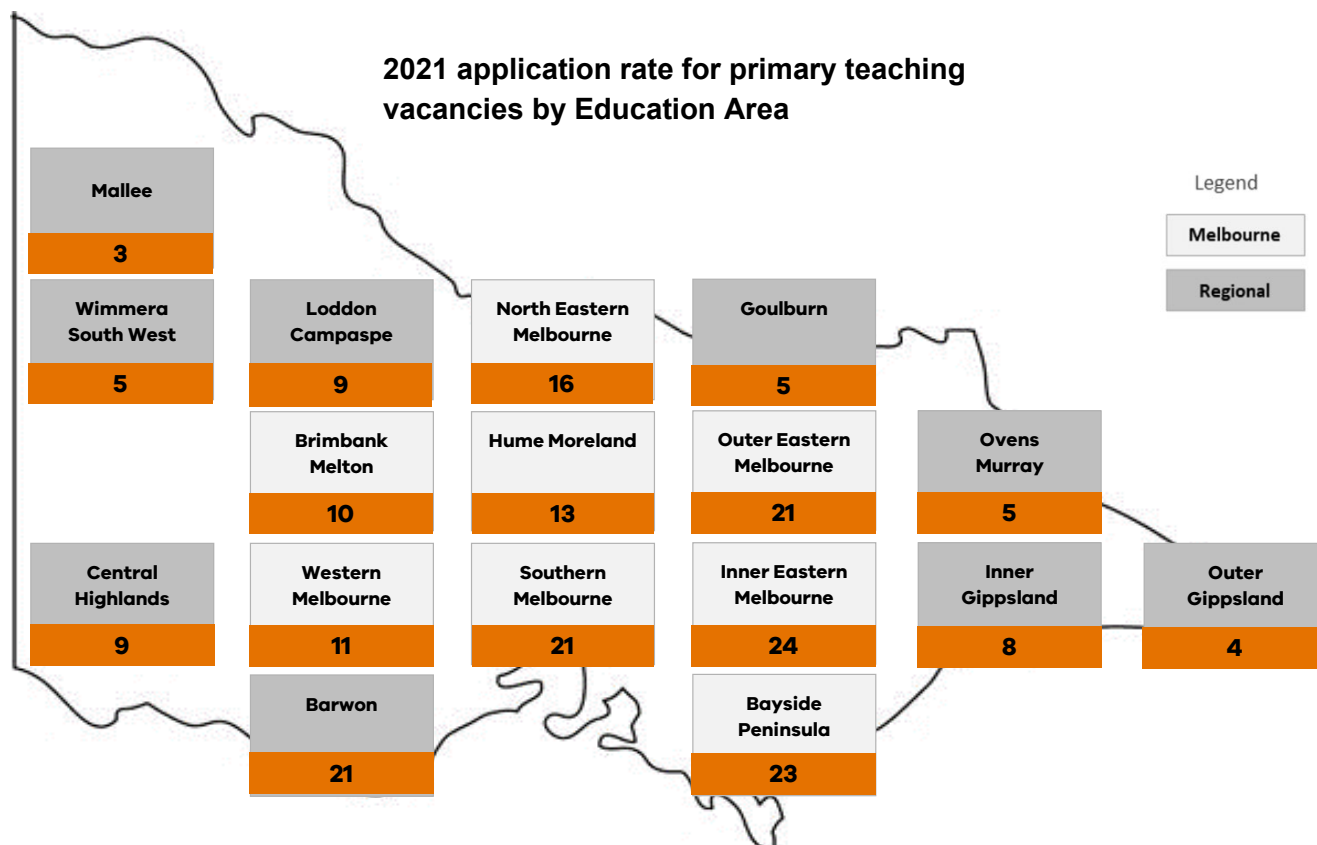 2021 application rate for primary teaching
vacancies by Education Area
Legend
Melbourne
Regional
Mallee
3
Wimmera
South West
5
Loddon
Campaspe
9
North Eastern
Melbourne
16
Goulburn
5
Brimbank
Melton
10
Hume Moreland
13
Outer Eastern
Melbourne
21
Ovens
Murray
5
Central
Highlands
9
Western
Melbourne
11
Southern
Melbourne
21
Inner Eastern
Melbourne
24
Inner
Gippsland
8
Outer
Gippsland
4
Barwon
21
Bayside
Peninsula
23